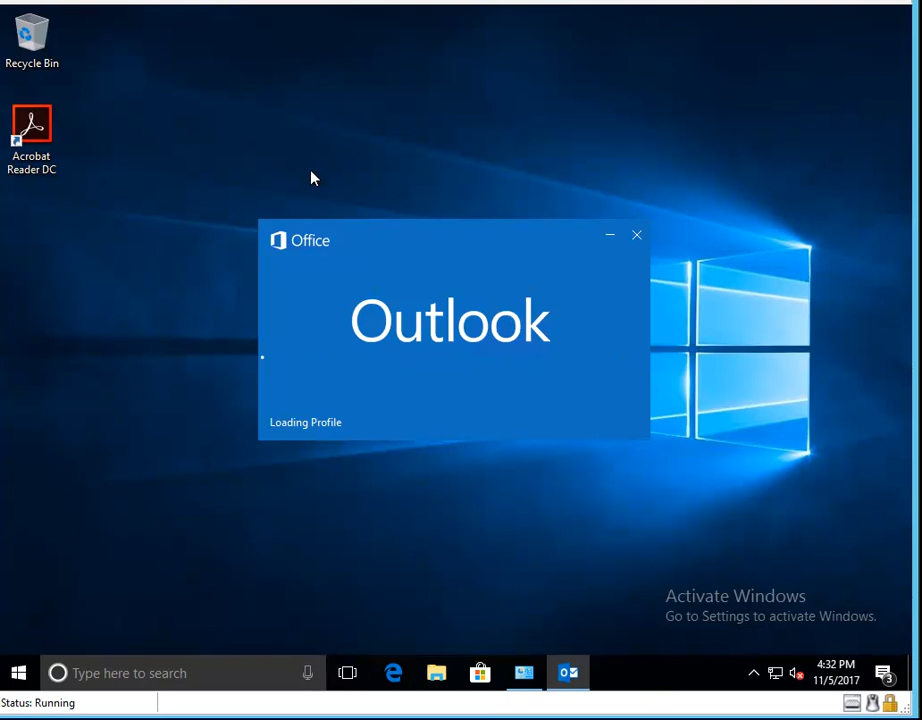 Recycle Bin
Acrobat
Reader DC
Office
Outlook
Loading Profile
Activate Windows
Go to Settings to activate Windows.
Type here to search
4:32 PM
11/5/2017
3
Status: Running